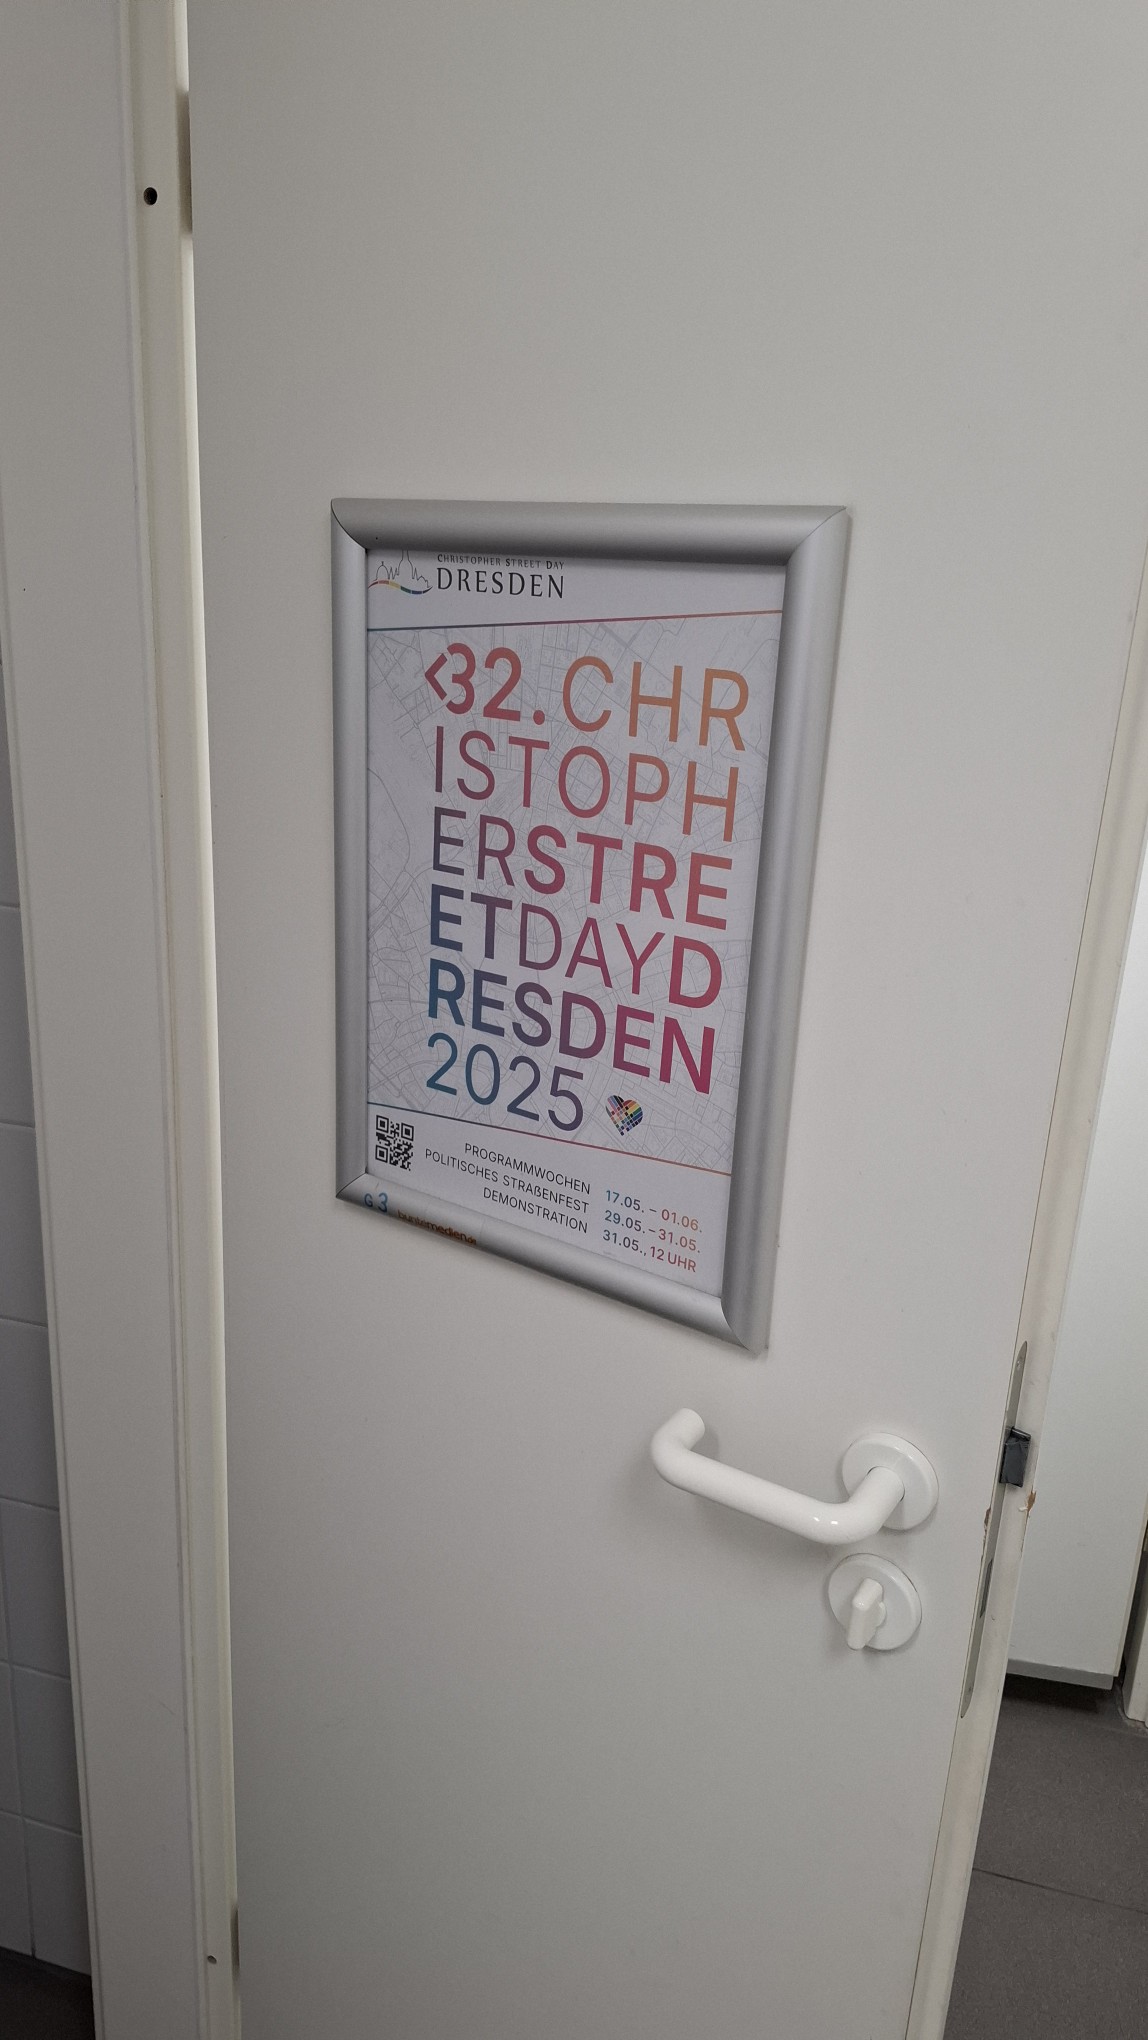 CHRISTOPHER STREET DAY
DRESDEN
<32. CHR
ISTOPH
ERSTRE
ETDAYD
RESDEN
2025
PROGRAMMWOCHEN 17.05. – 01.06.
POLITISCHES STRAßENFEST 29.05. – 31.05.
DEMONSTRATION 31.05., 12 UHR
G3